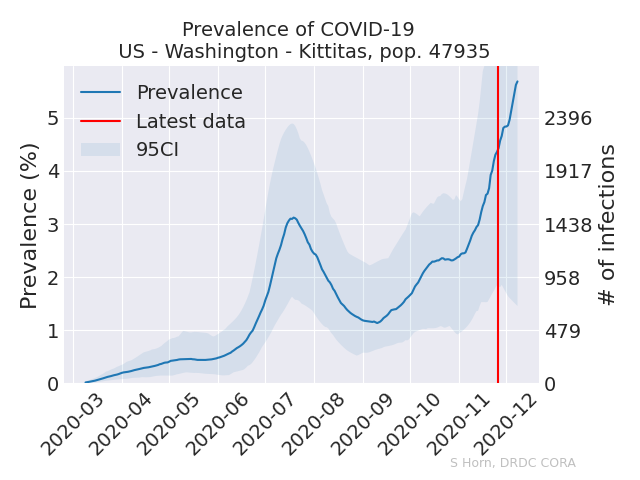 Prevalence of COVID-19
US - Washington - Kittitas, pop. 47935
Prevalence
Latest data
95CI
Prevalence (%)
5
4
3
2
1
0
2396
1917
1438
958
479
0
# of infections
2020-03
2020-04
2020-05
2020-06
2020-07
2020-08
2020-09
2020-10
2020-11
2020-12
S Horn, DRDC CORA